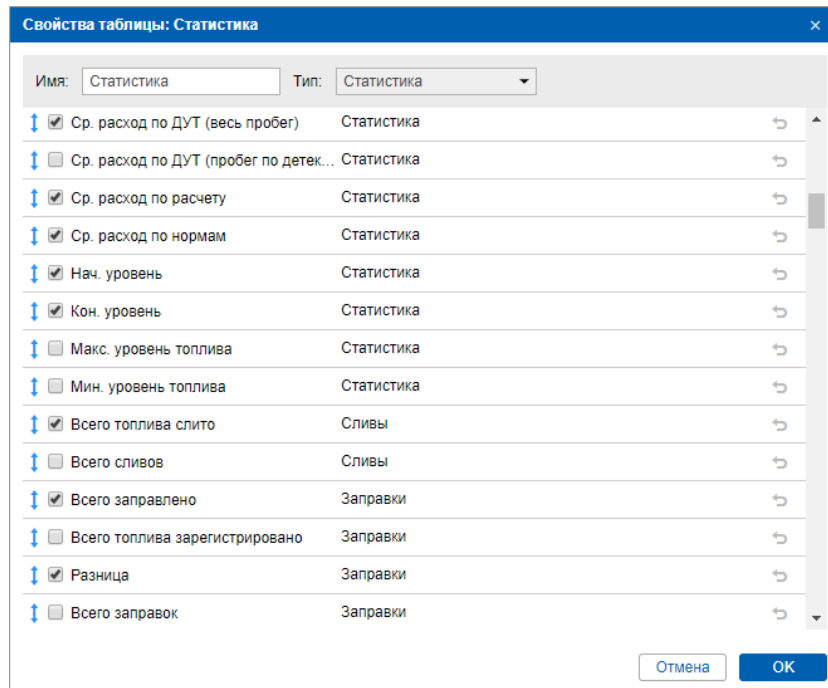 Свойства таблицы: Статистика
Имя: Статистика Тип: Статистика
Ср. расход по ДУТ (весь пробег) Статистика
Ср. расход по ДУТ (пробег по детек... Статистика
Ср. расход по расчету Статистика
Ср. расход по нормам Статистика
Нач. уровень Статистика
Кон. уровень Статистика
Макс. уровень топлива Статистика
Мин. уровень топлива Статистика
Всего топлива слито Сливы
Всего сливов Сливы
Всего заправлено Заправки
Всего топлива зарегистрировано Заправки
Разница Заправки
Всего заправок Заправки
Отмена OK